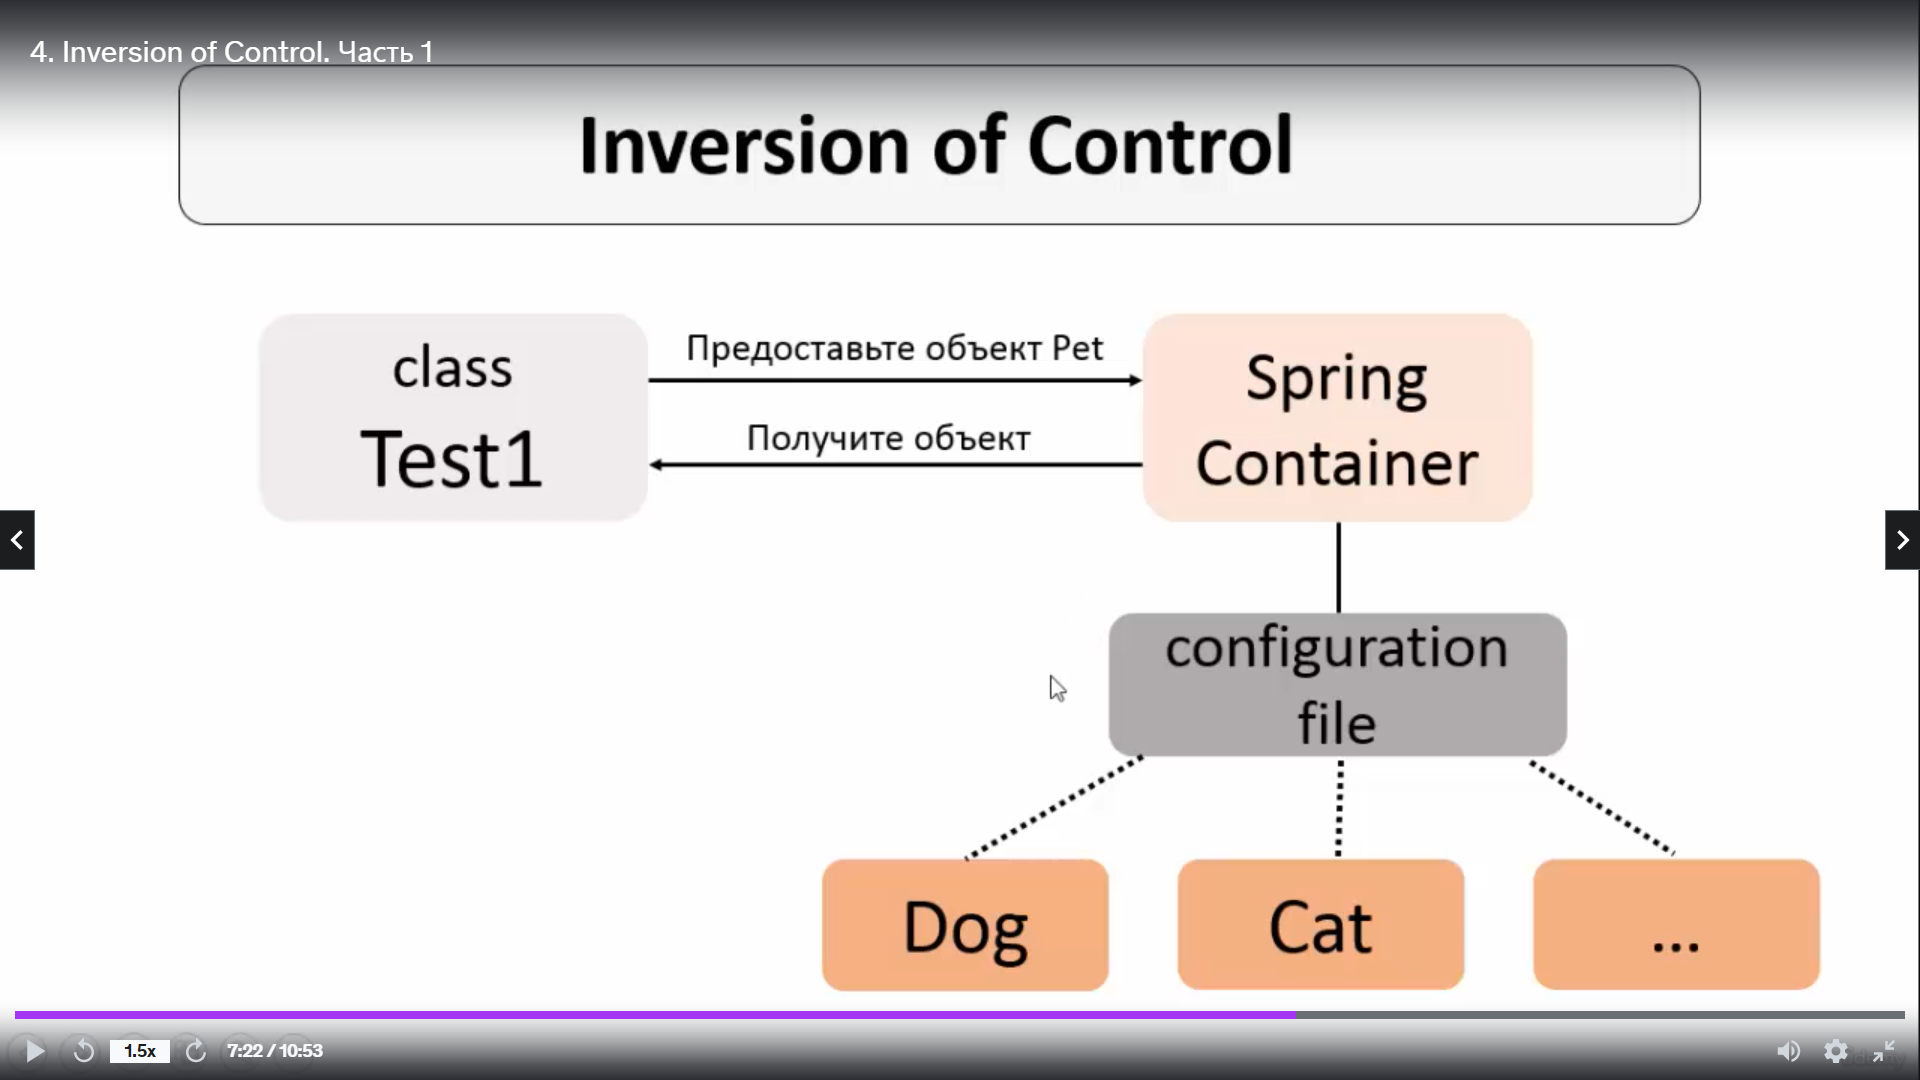 4. Inversion of Control. Часть 1
Inversion of Control
class
Test1
Предоставьте объект Pet
Получите объект
Spring
Container
configuration
file
Dog
Cat
...
1.5x
7:22 / 10:53